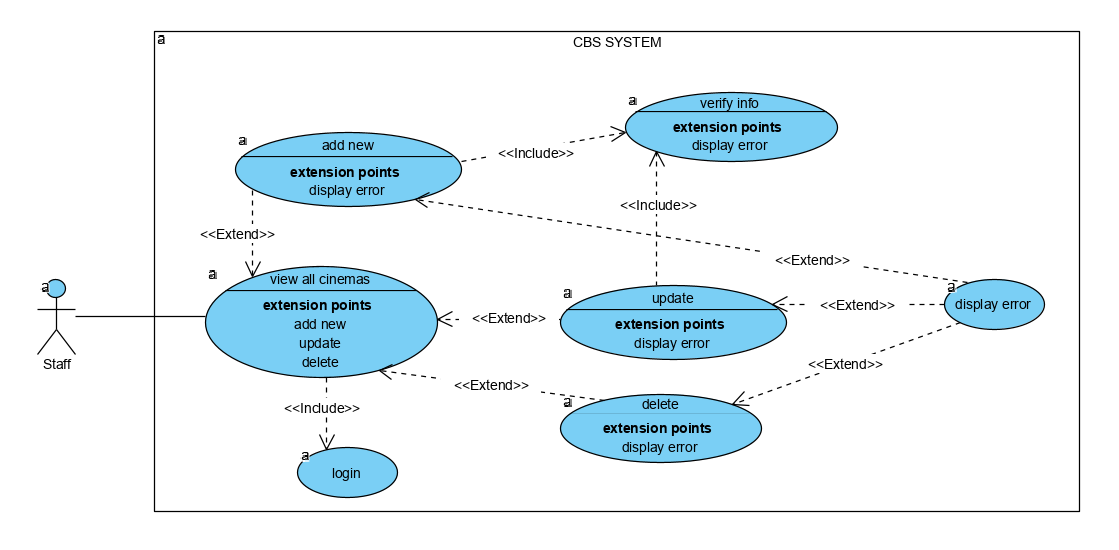 a
CBS SYSTEM
a
verify info
extension points
display error
a
add new
extension points
display error
<<Include>>
<<Include>>
<<Extend>>
<<Extend>>
a
view all cinemas
extension points
add new
update
delete
a
Staff
<<Extend>>
a
update
extension points
display error
<<Extend>>
a
display error
<<Extend>>
<<Extend>>
a
delete
extension points
display error
<<Include>>
a
login